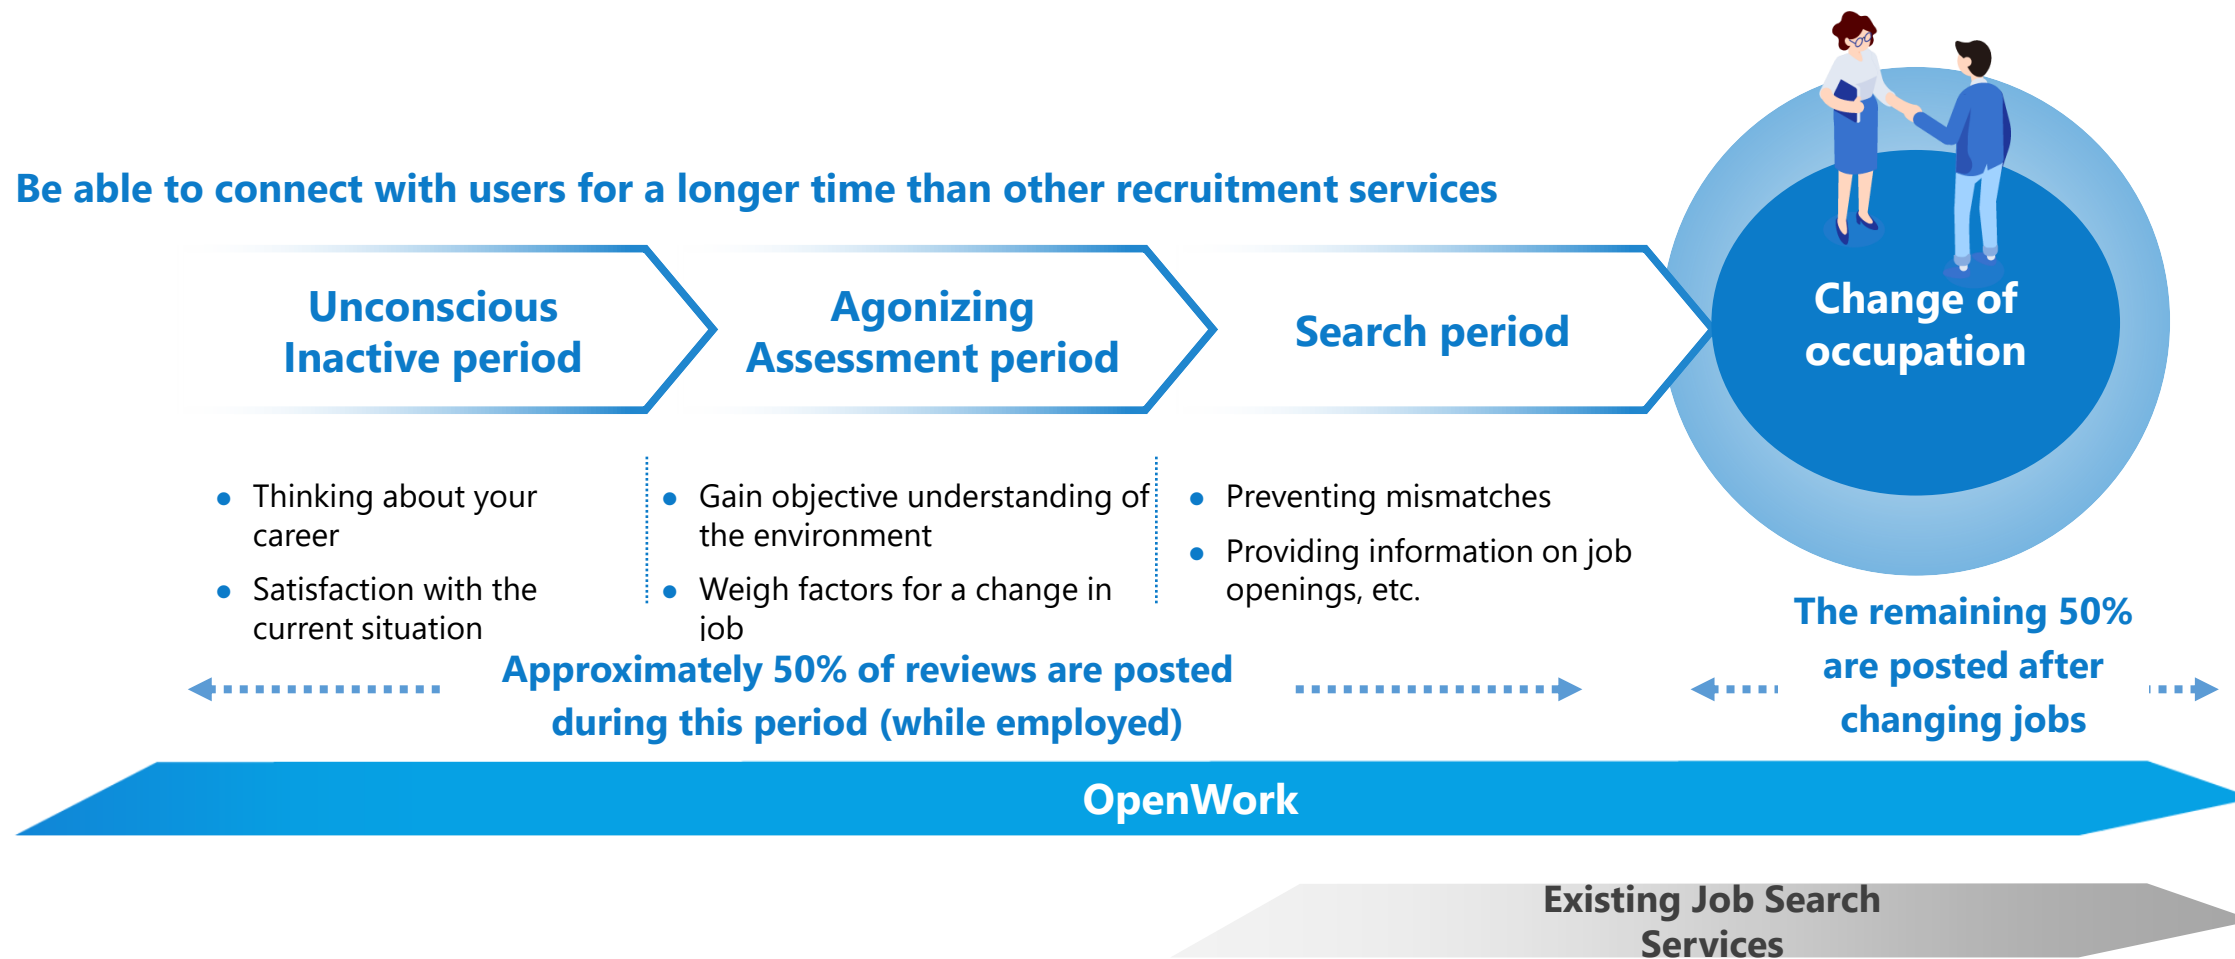 Be able to connect with users for a longer time than other recruitment services
Unconscious
Inactive period
Agonizing
Assessment period
Search period
Change of
occupation
● Thinking about your
career
● Satisfaction with the
current situation
● Gain objective understanding of
the environment
● Weigh factors for a change in
job
● Preventing mismatches
● Providing information on job
openings, etc.
Approximately 50% of reviews are posted
during this period (while employed)
The remaining 50%
are posted after
changing jobs
OpenWork
Existing Job Search
Services